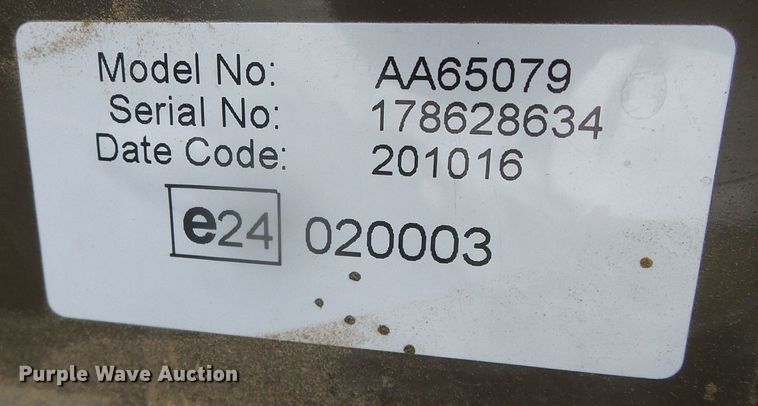 Model No: AA65079
Serial No: 178628634
Date Code: 201016
e24 020003
Purple Wave Auction